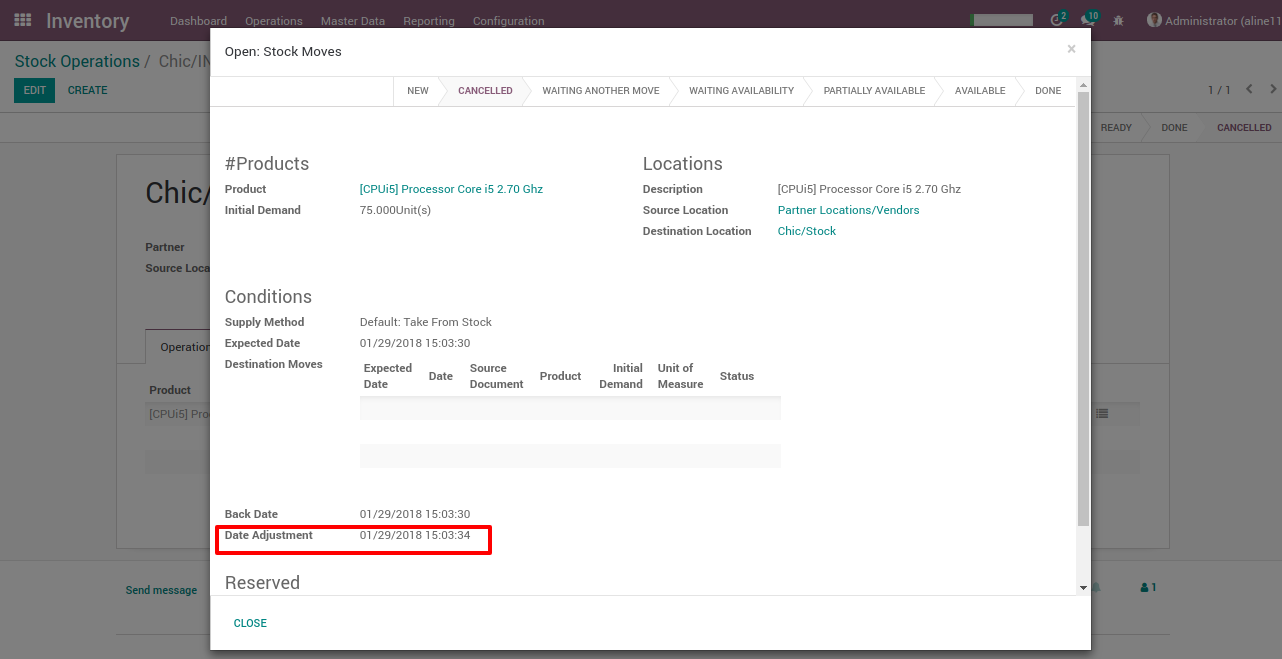 Inventory Dashboard Operations Master Data Reporting Configuration 2 10 Administrator (aline11
Open: Stock Moves ×
Stock Operations / Chic/IN
EDIT CREATE 1 / 1
NEW CANCELLED WAITING ANOTHER MOVE WAITING AVAILABILITY PARTIALLY AVAILABLE AVAILABLE DONE
READY DONE CANCELLED
#Products Locations
Product [CPUi5] Processor Core i5 2.70 Ghz Description [CPUi5] Processor Core i5 2.70 Ghz
Initial Demand 75.000Unit(s) Source Location Partner Locations/Vendors
Destination Location Chic/Stock
Chic/
Partner
Source Loca
Conditions
Supply Method Default: Take From Stock
Expected Date 01/29/2018 15:03:30
Destination Moves
Expected Date Date Source Document Product Initial Demand Unit of Measure Status
Operation
Product
[CPUi5] Pro
Back Date 01/29/2018 15:03:30
Date Adjustment 01/29/2018 15:03:34
Reserved
Send message 1
CLOSE